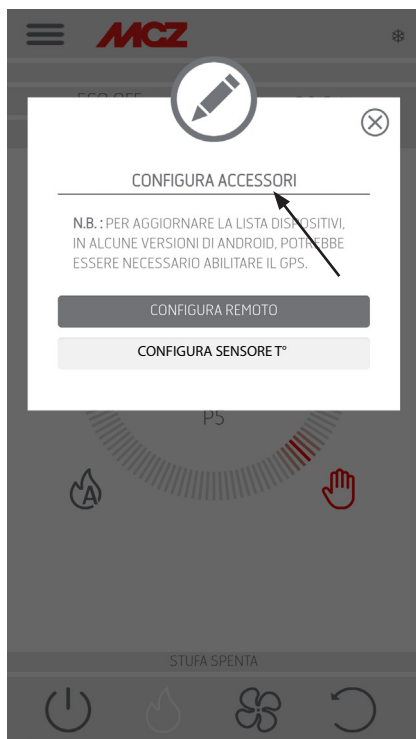 MCZ
CONFIGURA ACCESSORI
N.B. : PER AGGIORNARE LA LISTA DISPOSITIVI,
IN ALCUNE VERSIONI DI ANDROID, POTREBBE
ESSERE NECESSARIO ABILITARE IL GPS.
CONFIGURA REMOTO
CONFIGURA SENSORE T°
P5
A
STUFA SPENTA